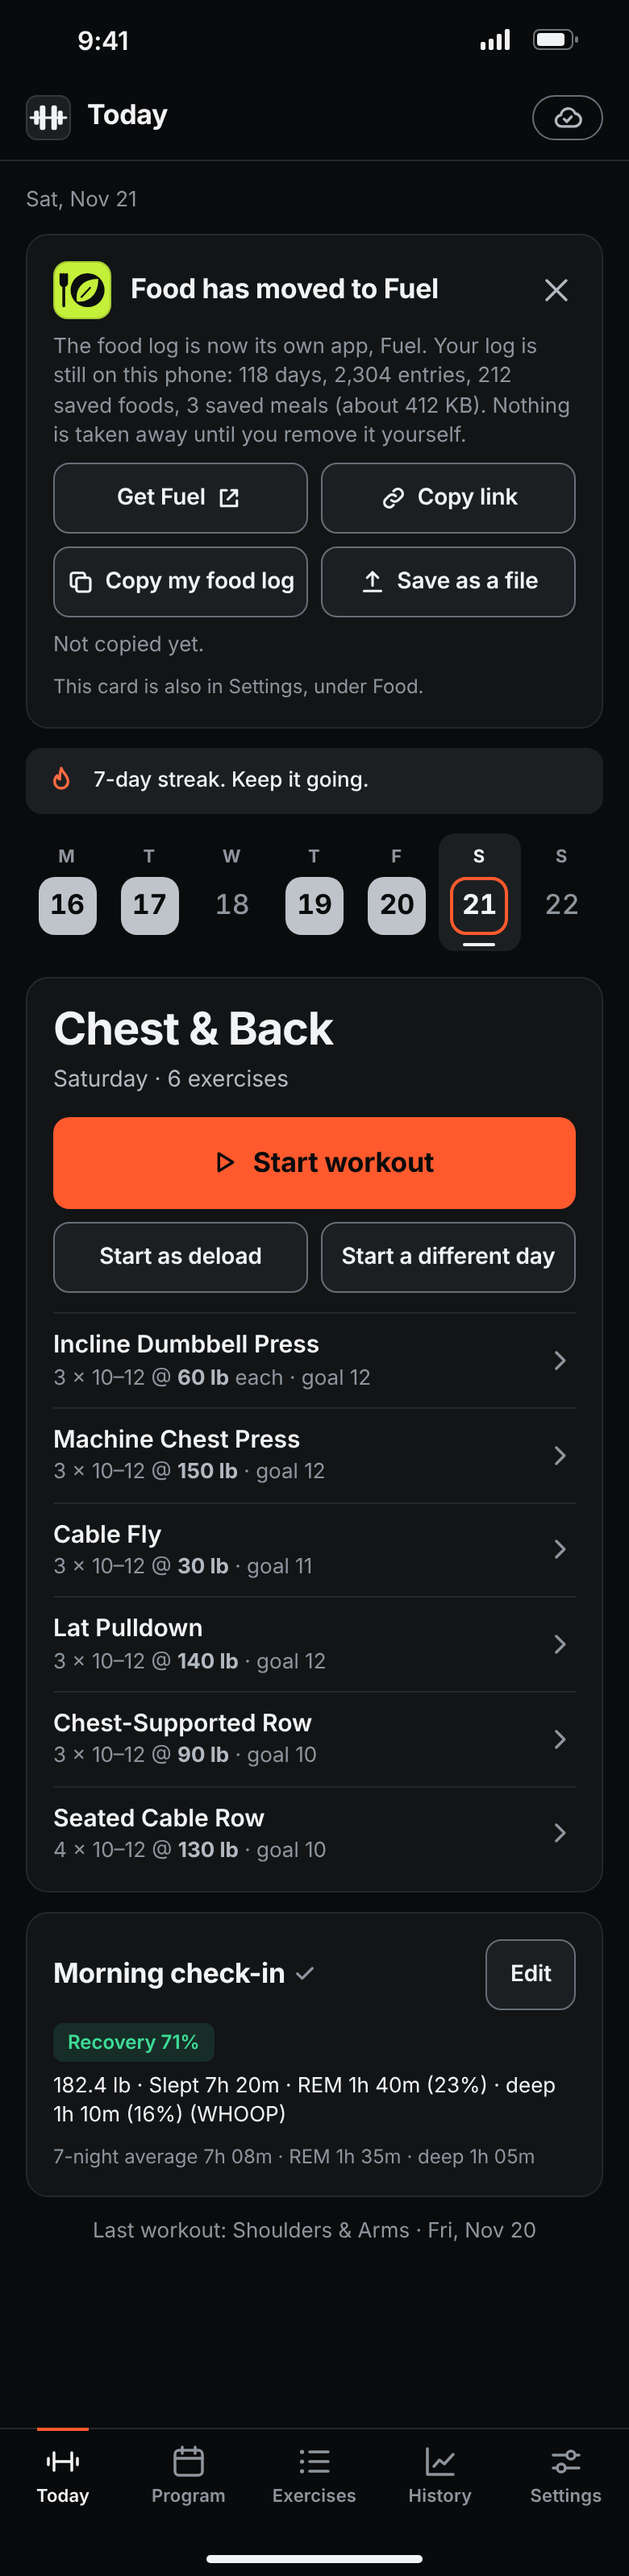 9:41
Today
Sat, Nov 21
Food has moved to Fuel
The food log is now its own app, Fuel. Your log is
still on this phone: 118 days, 2,304 entries, 212
saved foods, 3 saved meals (about 412 KB). Nothing
is taken away until you remove it yourself.
Get Fuel
Copy link
Copy my food log
Save as a file
Not copied yet.
This card is also in Settings, under Food.
7-day streak. Keep it going.
M T W T F S S
16 17 18 19 20 21 22
Chest & Back
Saturday · 6 exercises
Start workout
Start as deload
Start a different day
Incline Dumbbell Press
3 × 10–12 @ 60 lb each · goal 12
Machine Chest Press
3 × 10–12 @ 150 lb · goal 12
Cable Fly
3 × 10–12 @ 30 lb · goal 11
Lat Pulldown
3 × 10–12 @ 140 lb · goal 12
Chest-Supported Row
3 × 10–12 @ 90 lb · goal 10
Seated Cable Row
4 × 10–12 @ 130 lb · goal 10
Morning check-in
Edit
Recovery 71%
182.4 lb · Slept 7h 20m · REM 1h 40m (23%) · deep
1h 10m (16%) (WHOOP)
7-night average 7h 08m · REM 1h 35m · deep 1h 05m
Last workout: Shoulders & Arms · Fri, Nov 20
Today
Program
Exercises
History
Settings